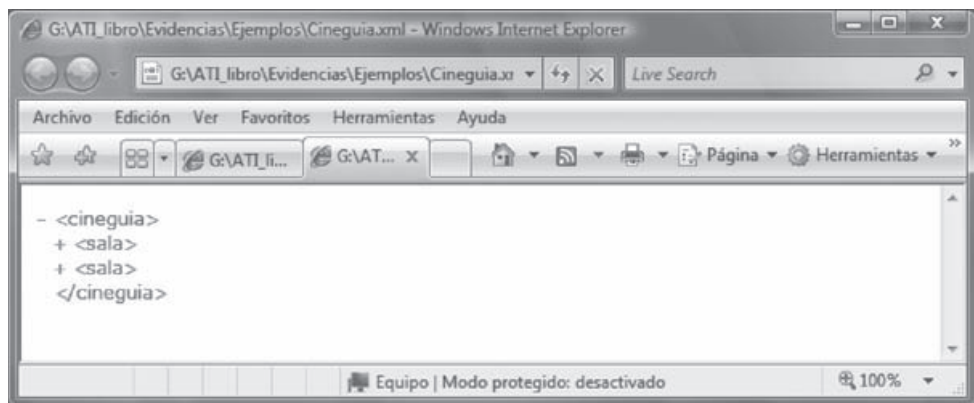 G:\ATI_libro\Evidencias\Ejemplos\Cineguia.xml - Windows Internet Explorer
G:\ATI_libro\Evidencias\Ejemplos\Cineguia.xr
Live Search
Archivo Edición Ver Favoritos Herramientas Ayuda
G:\ATI_li... G:\AT... X Página Herramientas »
- <cineguia>
+ <sala>
+ <sala>
</cineguia>
Equipo | Modo protegido: desactivado 100%